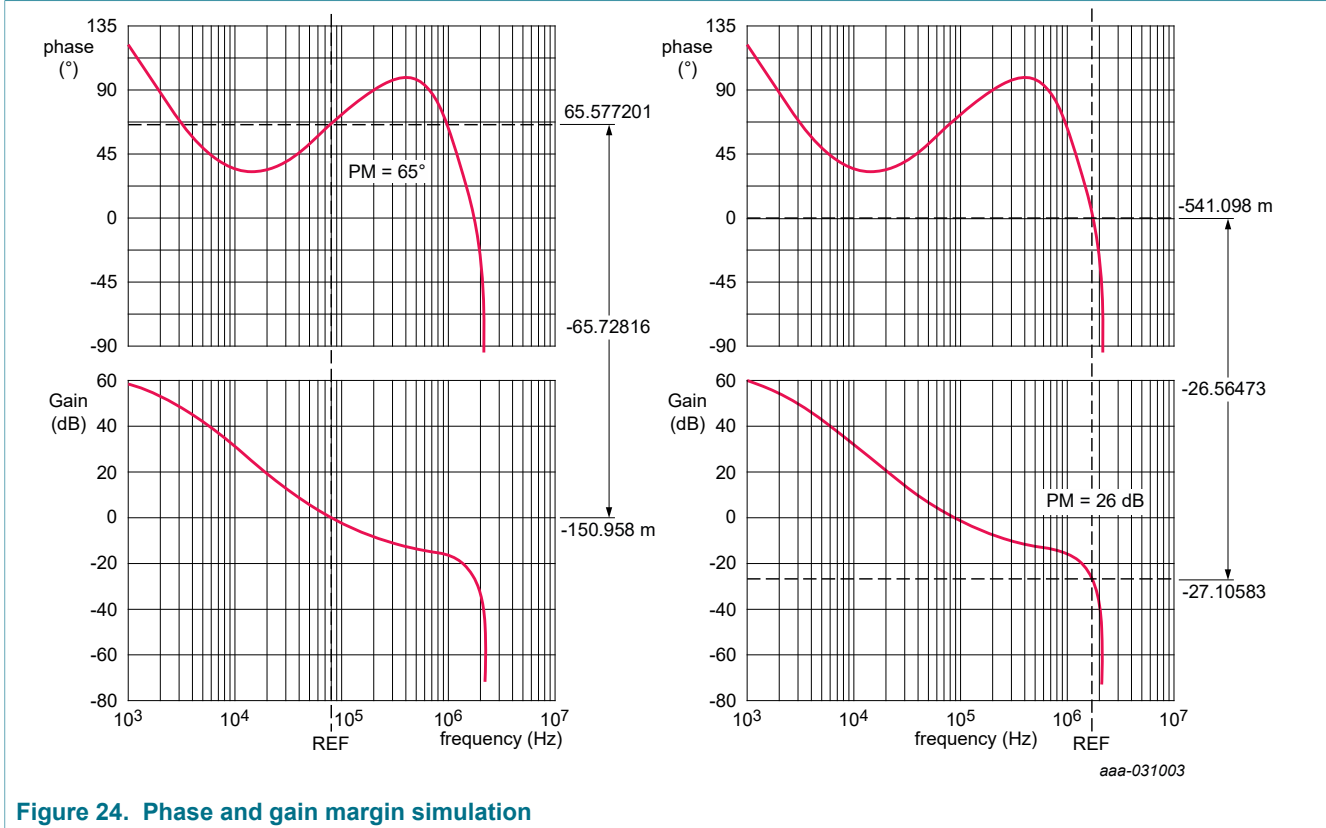 135
phase
(°)
90
45
0
-45
-90
60
Gain
(dB)
40
20
0
-20
-40
-60
-80
103
104
105
106
107
REF
frequency (Hz)
PM = 65°
65.577201
-65.72816
-150.958 m
135
phase
(°)
90
45
0
-45
-90
60
Gain
(dB)
40
20
0
-20
-40
-60
-80
103
104
105
106
107
frequency (Hz)
REF
PM = 26 dB
-541.098 m
-26.56473
-27.10583
aaa-031003
Figure 24. Phase and gain margin simulation